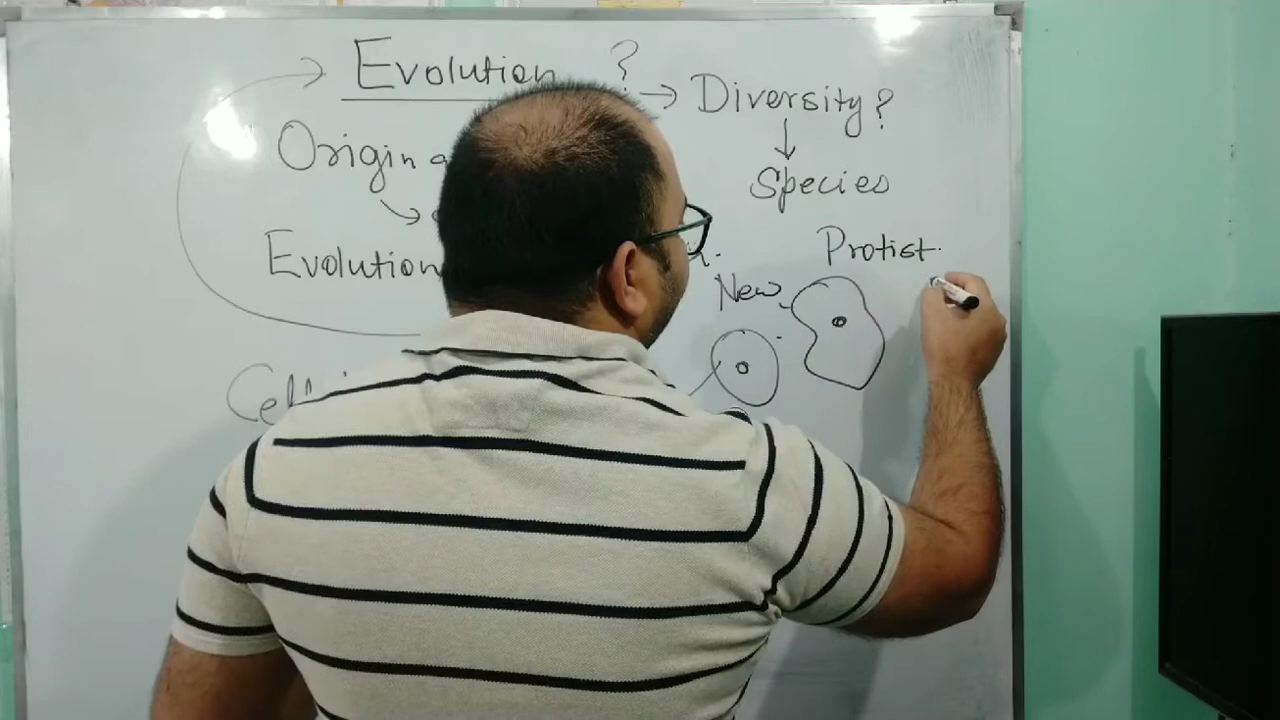 Evolution ?
→ Diversity?
Origin
Species
Evolution
Protist.
New
Cell